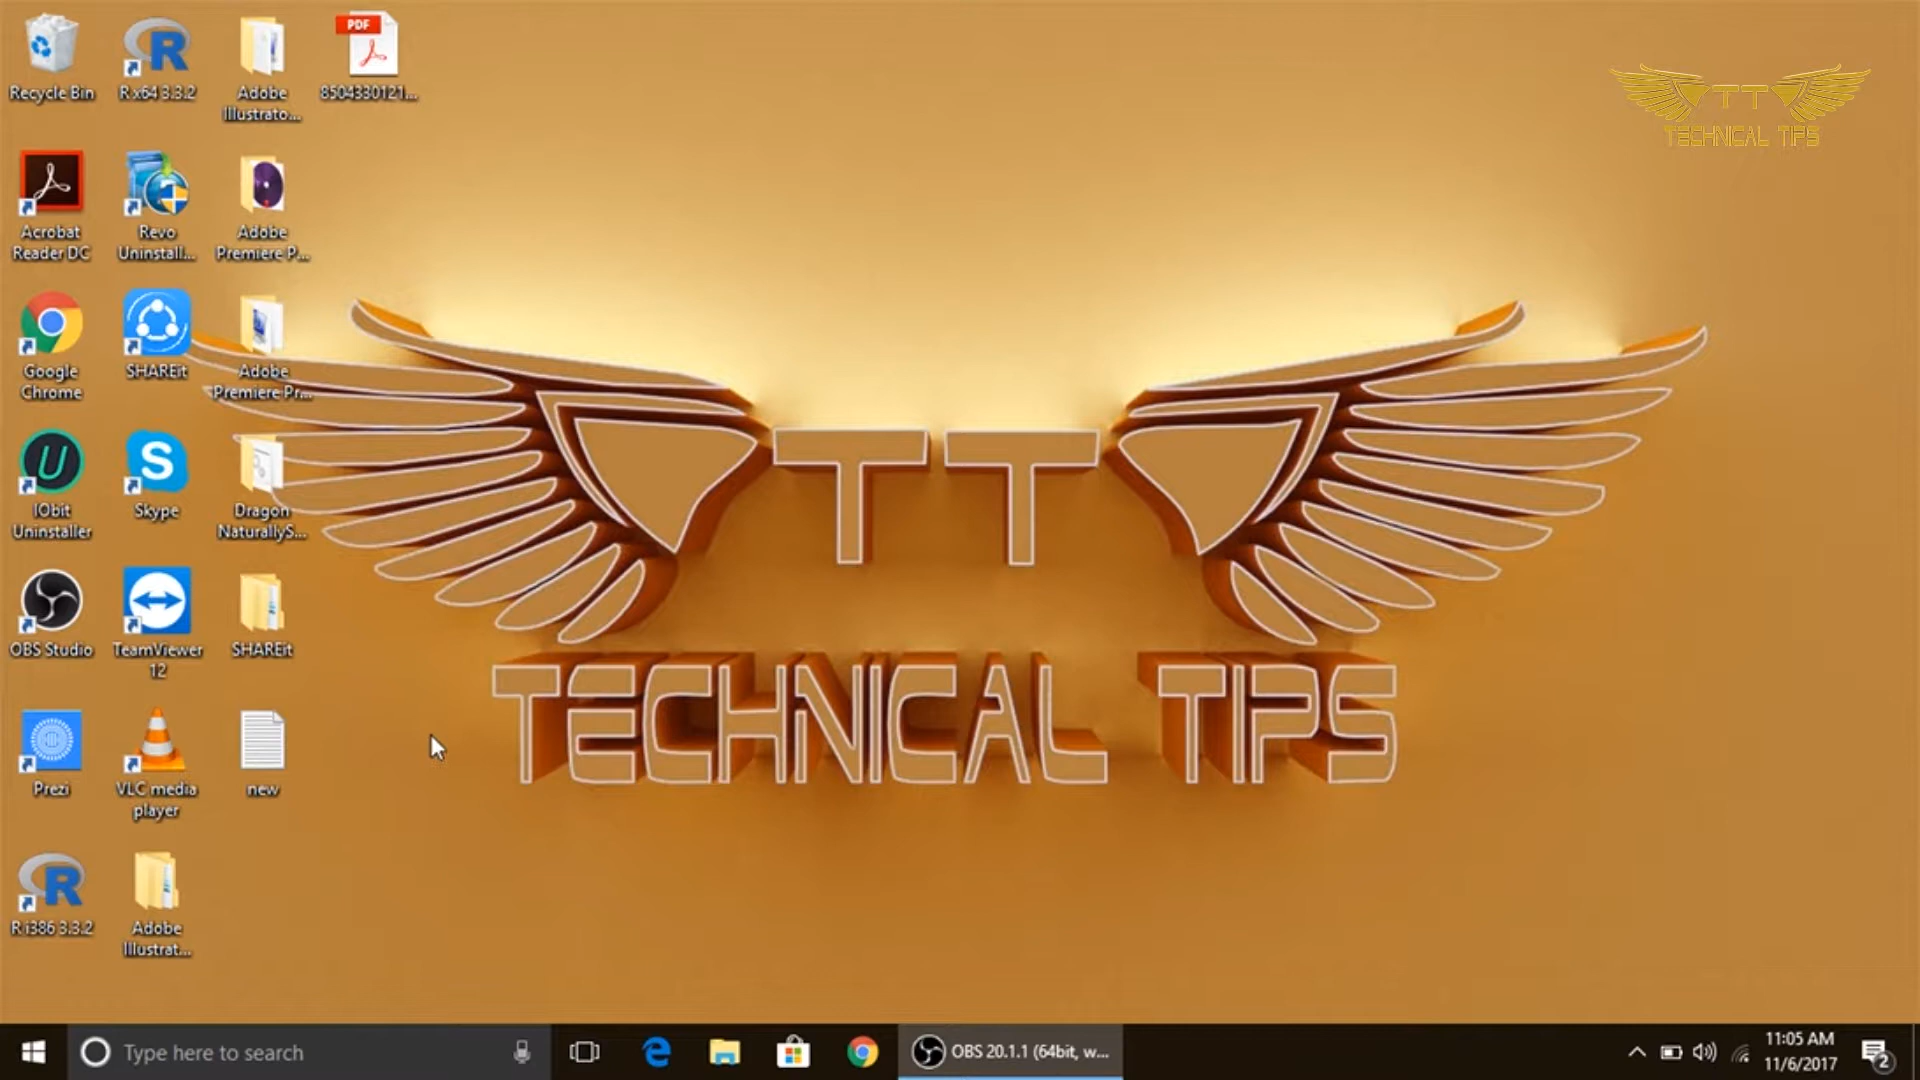 Recycle Bin
R x64 3.3.2
Adobe
Illustrato...
PDF
8504330121...
TT
TECHNICAL TIPS
Acrobat
Reader DC
Revo
Uninstall...
Adobe
Premiere P...
Google
Chrome
SHAREit
Adobe
Premiere Pr...
IObit
Uninstaller
Skype
Dragon
NaturallyS...
TT
OBS Studio
TeamViewer
12
SHAREit
TECHNICAL TIPS
Prezi
VLC media
player
new
R i386 3.3.2
Adobe
Illustrat...
Type here to search
OBS 20.1.1 (64bit, w...
11:05 AM
11/6/2017
2